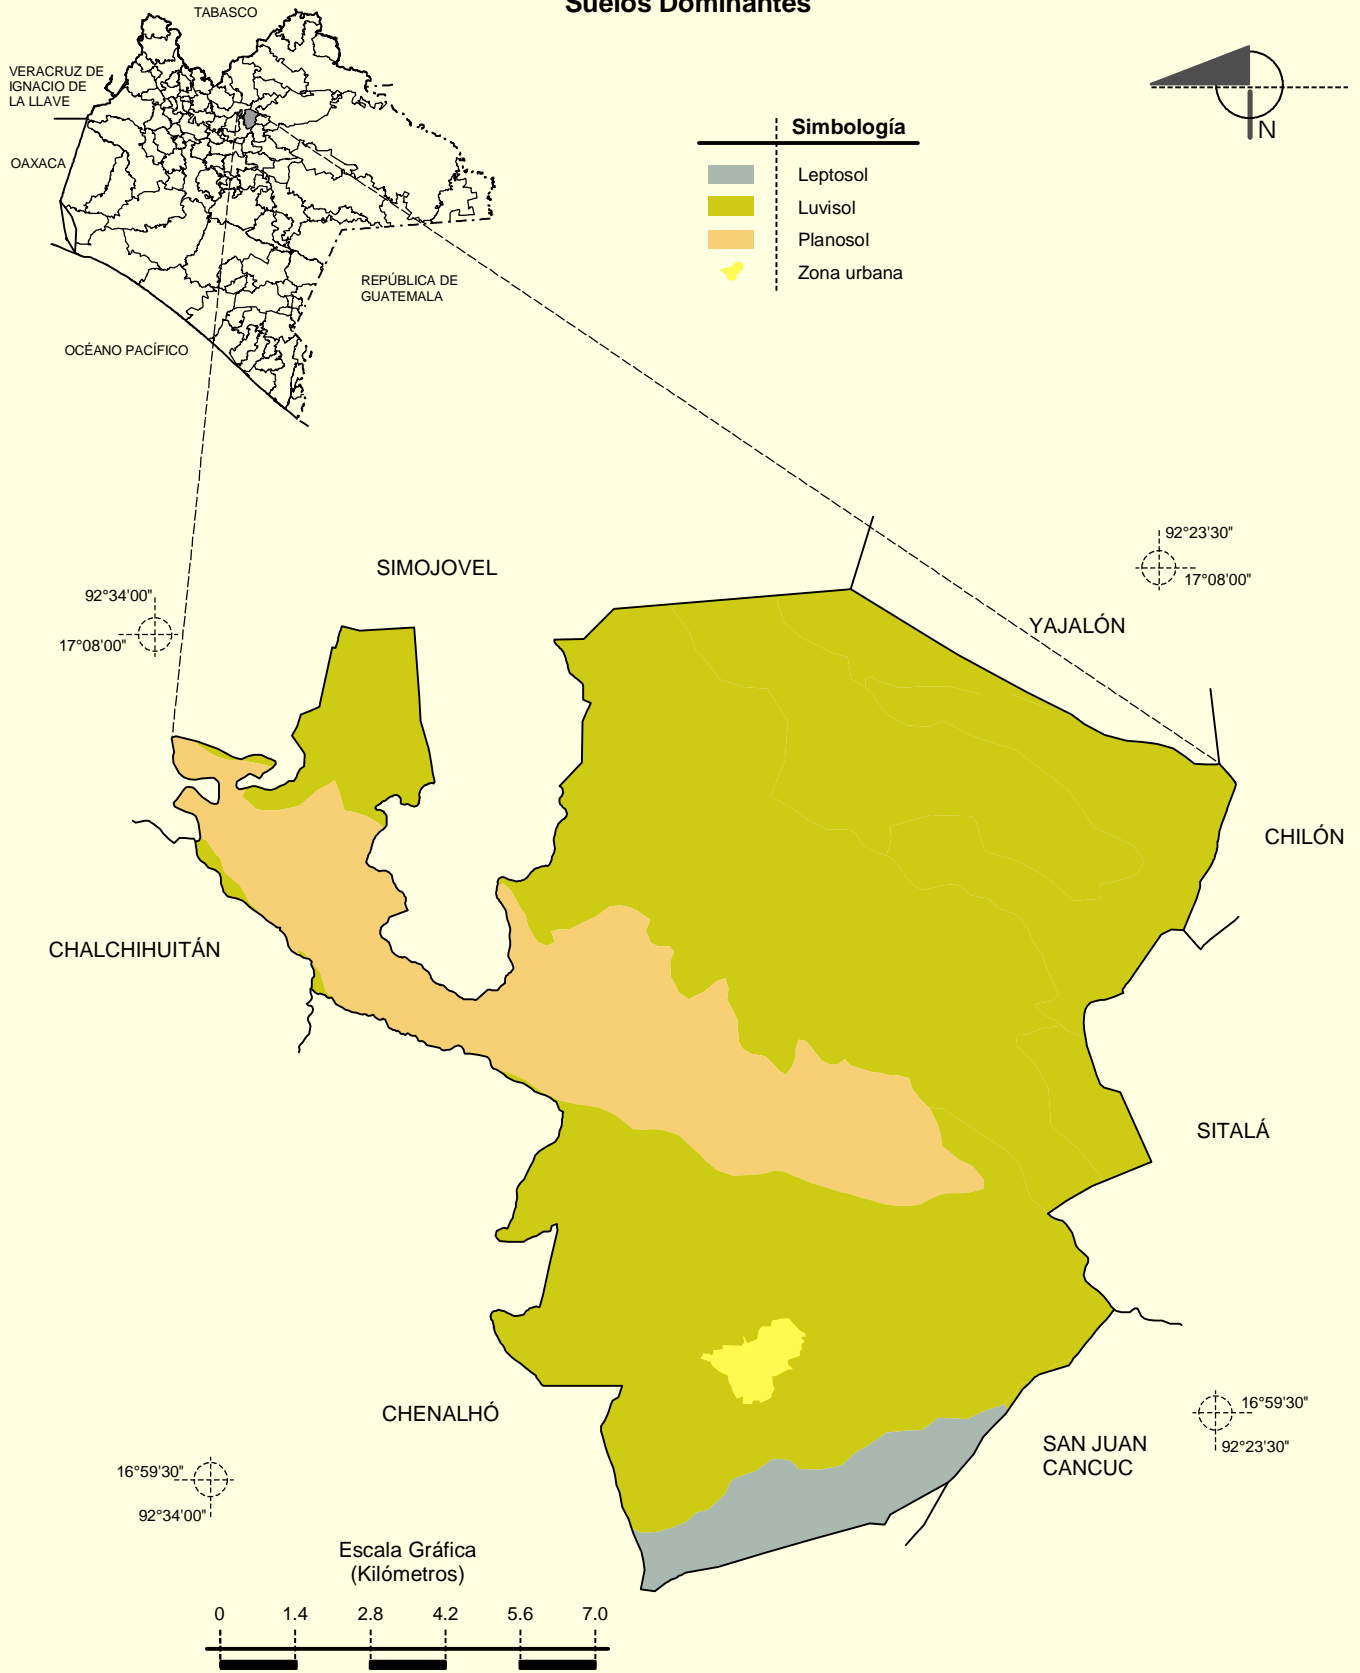 Suelos Dominantes
TABASCO
VERACRUZ DE
IGNACIO DE
LA LLAVE
OAXACA
REPÚBLICA DE
GUATEMALA
OCÉANO PACÍFICO
N
Simbología
Leptosol
Luvisol
Planosol
Zona urbana
SIMOJOVEL
92°23'30"
17°08'00"
92°34'00"
17°08'00"
YAJALÓN
CHILÓN
CHALCHIHUITÁN
SITALÁ
CHENALHÓ
16°59'30"
92°23'30"
SAN JUAN
CANCUC
16°59'30"
92°34'00"
Escala Gráfica
(Kilómetros)
0 1.4 2.8 4.2 5.6 7.0